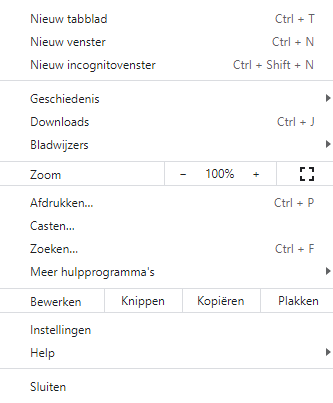 Nieuw tabblad Ctrl + T
Nieuw venster Ctrl + N
Nieuw incognitovenster Ctrl + Shift + N
Geschiedenis
Downloads Ctrl + J
Bladwijzers
Zoom − 100% +
Afdrukken... Ctrl + P
Casten...
Zoeken... Ctrl + F
Meer hulpprogramma's
Bewerken Knippen Kopiëren Plakken
Instellingen
Help
Sluiten